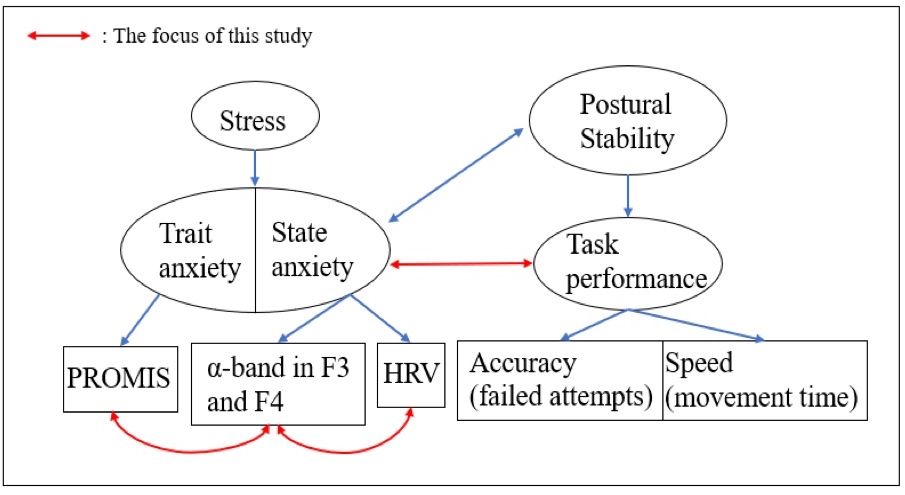 : The focus of this study
Stress
Postural
Stability
Trait
anxiety
State
anxiety
Task
performance
PROMIS
α-band in F3
and F4
HRV
Accuracy
(failed attempts)
Speed
(movement time)